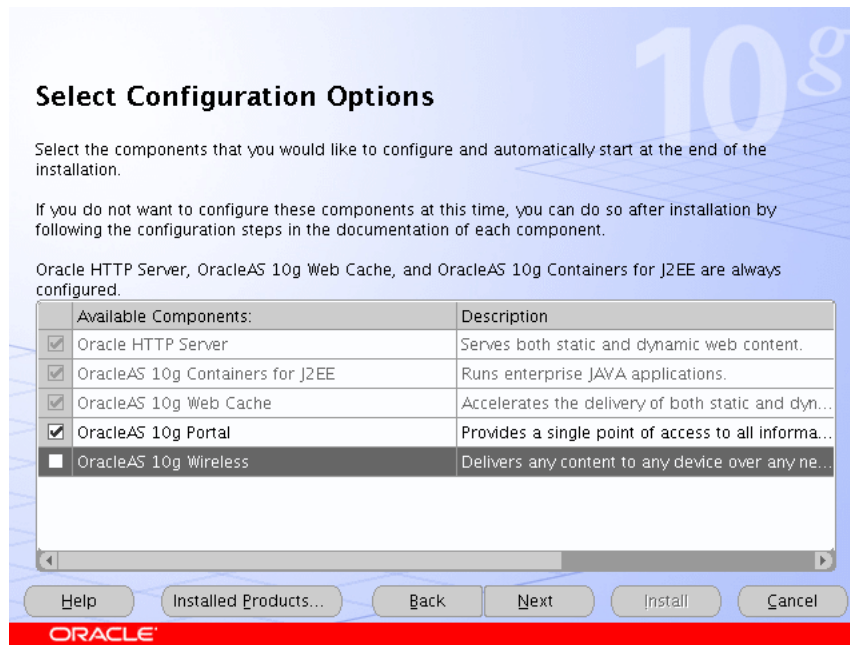 10g
Select Configuration Options
Select the components that you would like to configure and automatically start at the end of the
installation.
If you do not want to configure these components at this time, you can do so after installation by
following the configuration steps in the documentation of each component.
Oracle HTTP Server, OracleAS 10g Web Cache, and OracleAS 10g Containers for J2EE are always
configured.
Available Components: Description
Oracle HTTP Server Serves both static and dynamic web content.
OracleAS 10g Containers for J2EE Runs enterprise JAVA applications.
OracleAS 10g Web Cache Accelerates the delivery of both static and dyn...
OracleAS 10g Portal Provides a single point of access to all informa...
OracleAS 10g Wireless Delivers any content to any device over any ne...
Help Installed Products... Back Next Install Cancel
ORACLE